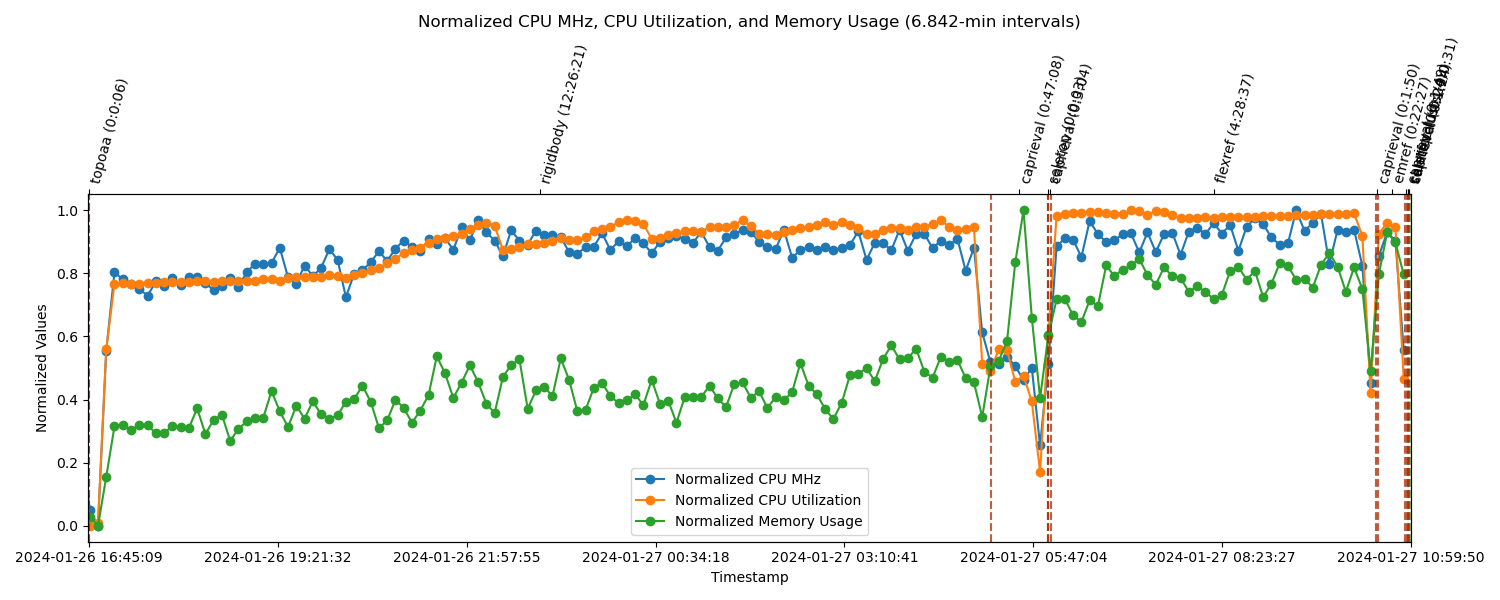 Normalized CPU MHz, CPU Utilization, and Memory Usage (6.842-min intervals)
topoaa (0:0:06)
rigidbody (12:26:21)
caprieval (0:47:08)
caprieval
flexref (4:28:37)
caprieval (0:1:50)
emref (0:22:27)
1.0
0.8
0.6
0.4
0.2
0.0
Normalized Values
Normalized CPU MHz
Normalized CPU Utilization
Normalized Memory Usage
2024-01-26 16:45:09
2024-01-26 19:21:32
2024-01-26 21:57:55
2024-01-27 00:34:18
2024-01-27 03:10:41
2024-01-27 05:47:04
2024-01-27 08:23:27
2024-01-27 10:59:50
Timestamp